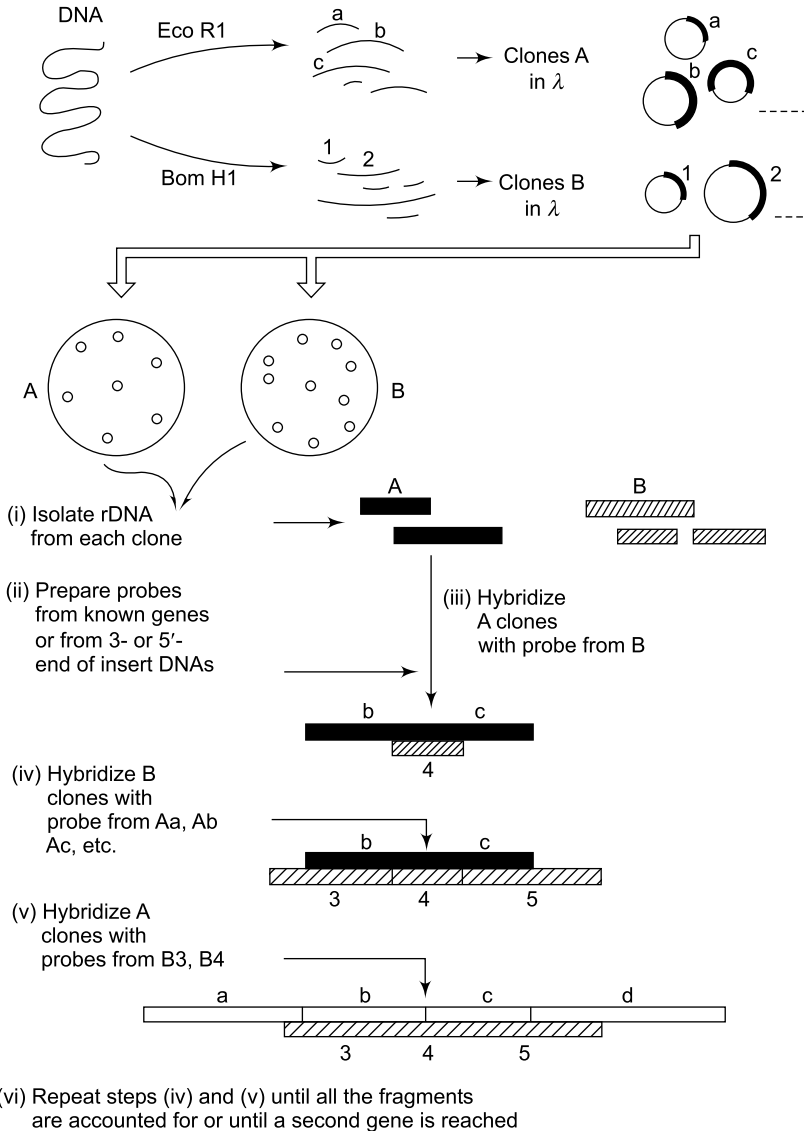 DNA
Eco R1
a
b
c
Clones A
in λ
a
b
c
Bom H1
1
2
Clones B
in λ
1
2
A
B
(i) Isolate rDNA
from each clone
A
B
(ii) Prepare probes
from known genes
or from 3- or 5′-
end of insert DNAs
(iii) Hybridize
A clones
with probe from B
b c
4
(iv) Hybridize B
clones with
probe from Aa, Ab
Ac, etc.
b c
3 4 5
(v) Hybridize A
clones with
probes from B3, B4
a b c d
3 4 5
(vi) Repeat steps (iv) and (v) until all the fragments
are accounted for or until a second gene is reached